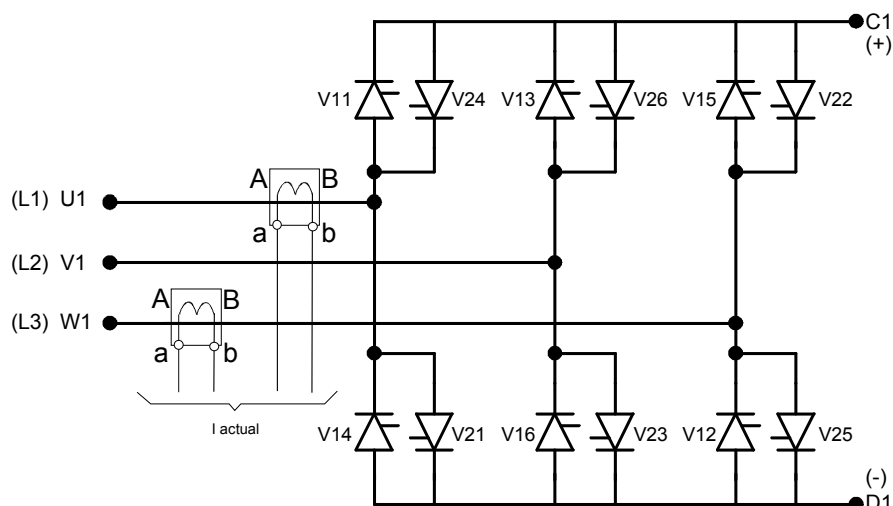 C1
(+)
V11 V24 V13 V26 V15 V22
A B
(L1) U1
a b
(L2) V1
A B
(L3) W1
a b
I actual
V14 V21 V16 V23 V12 V25
(-)
D1